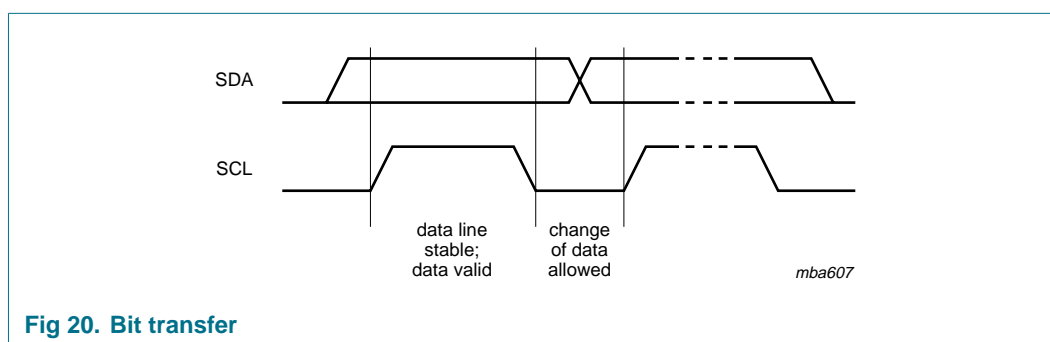 SDA
SCL
data line
stable;
data valid
change
of data
allowed
mba607
Fig 20. Bit transfer